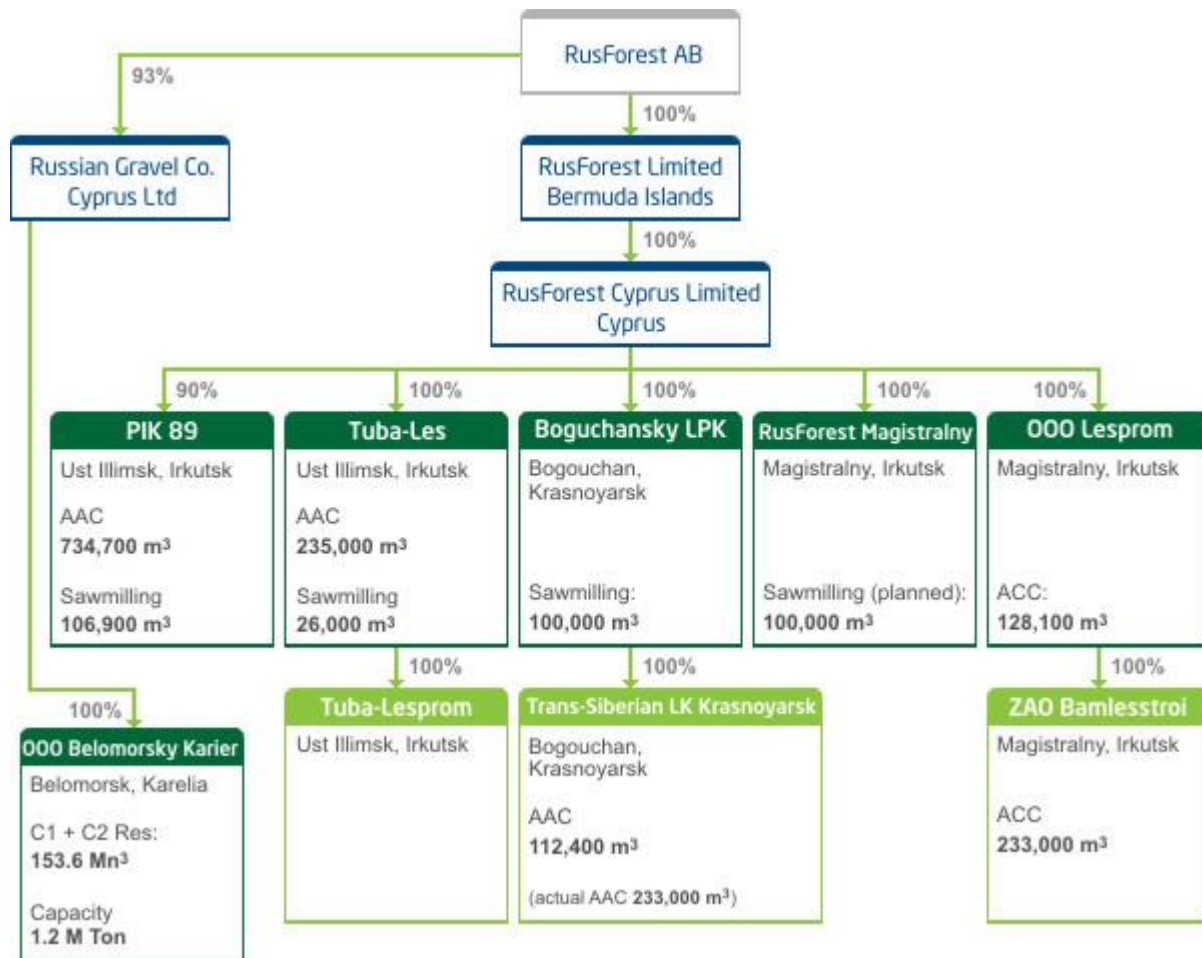 RusForest AB
93%
100%
Russian Gravel Co.
Cyprus Ltd
RusForest Limited
Bermuda Islands
100%
RusForest Cyprus Limited
Cyprus
90%
100%
100%
100%
100%
PIK 89
Ust Illimsk, Irkutsk
AAC
734,700 m³
Sawmilling
106,900 m³
Tuba-Les
Ust Illimsk, Irkutsk
AAC
235,000 m³
Sawmilling
26,000 m³
Boguchansky LPK
Bogouchan,
Krasnoyarsk
Sawmilling:
100,000 m³
RusForest Magistralny
Magistralny, Irkutsk
Sawmilling (planned):
100,000 m³
OOO Lesprom
Magistralny, Irkutsk
ACC:
128,100 m³
100%
100%
100%
100%
OOO Belomorsky Karier
Belomorsk, Karelia
C1 + C2 Res:
153.6 Mn³
Capacity
1.2 M Ton
Tuba-Lesprom
Ust Illimsk, Irkutsk
Trans-Siberian LK Krasnoyarsk
Bogouchan,
Krasnoyarsk
AAC
112,400 m³
(actual AAC 233,000 m³)
ZAO Bamlesstroi
Magistralny, Irkutsk
ACC
233,000 m³